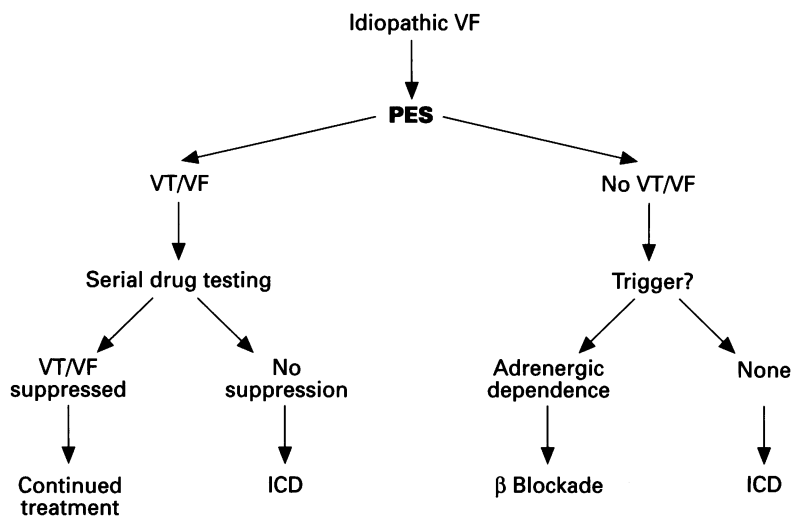 Idiopathic VF
PES
VT/VF
No VT/VF
Serial drug testing
Trigger?
VT/VF
suppressed
No
suppression
Adrenergic
dependence
None
Continued
treatment
ICD
β Blockade
ICD